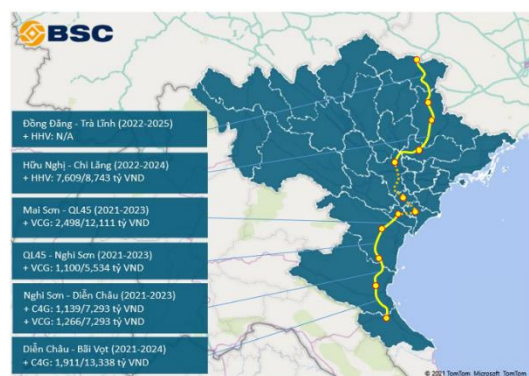 BSC
Đồng Đăng - Trà Lĩnh (2022-2025)
+ HHV: N/A
Hữu Nghị - Chi Lăng (2022-2024)
+ HHV: 7,609/8,743 tỷ VND
Mai Sơn - QL45 (2021-2023)
+ VCG: 2,498/12,111 tỷ VND
QL45 - Nghi Sơn (2021-2023)
+ VCG: 1,100/5,534 tỷ VND
Nghi Sơn - Diễn Châu (2021-2023)
+ C4G: 1,139/7,293 tỷ VND
+ VCG: 1,266/7,293 tỷ VND
Diễn Châu - Bãi Vọt (2021-2024)
+ C4G: 1,911/13,338 tỷ VND
© 2021 TomTom, Microsoft, TomTom